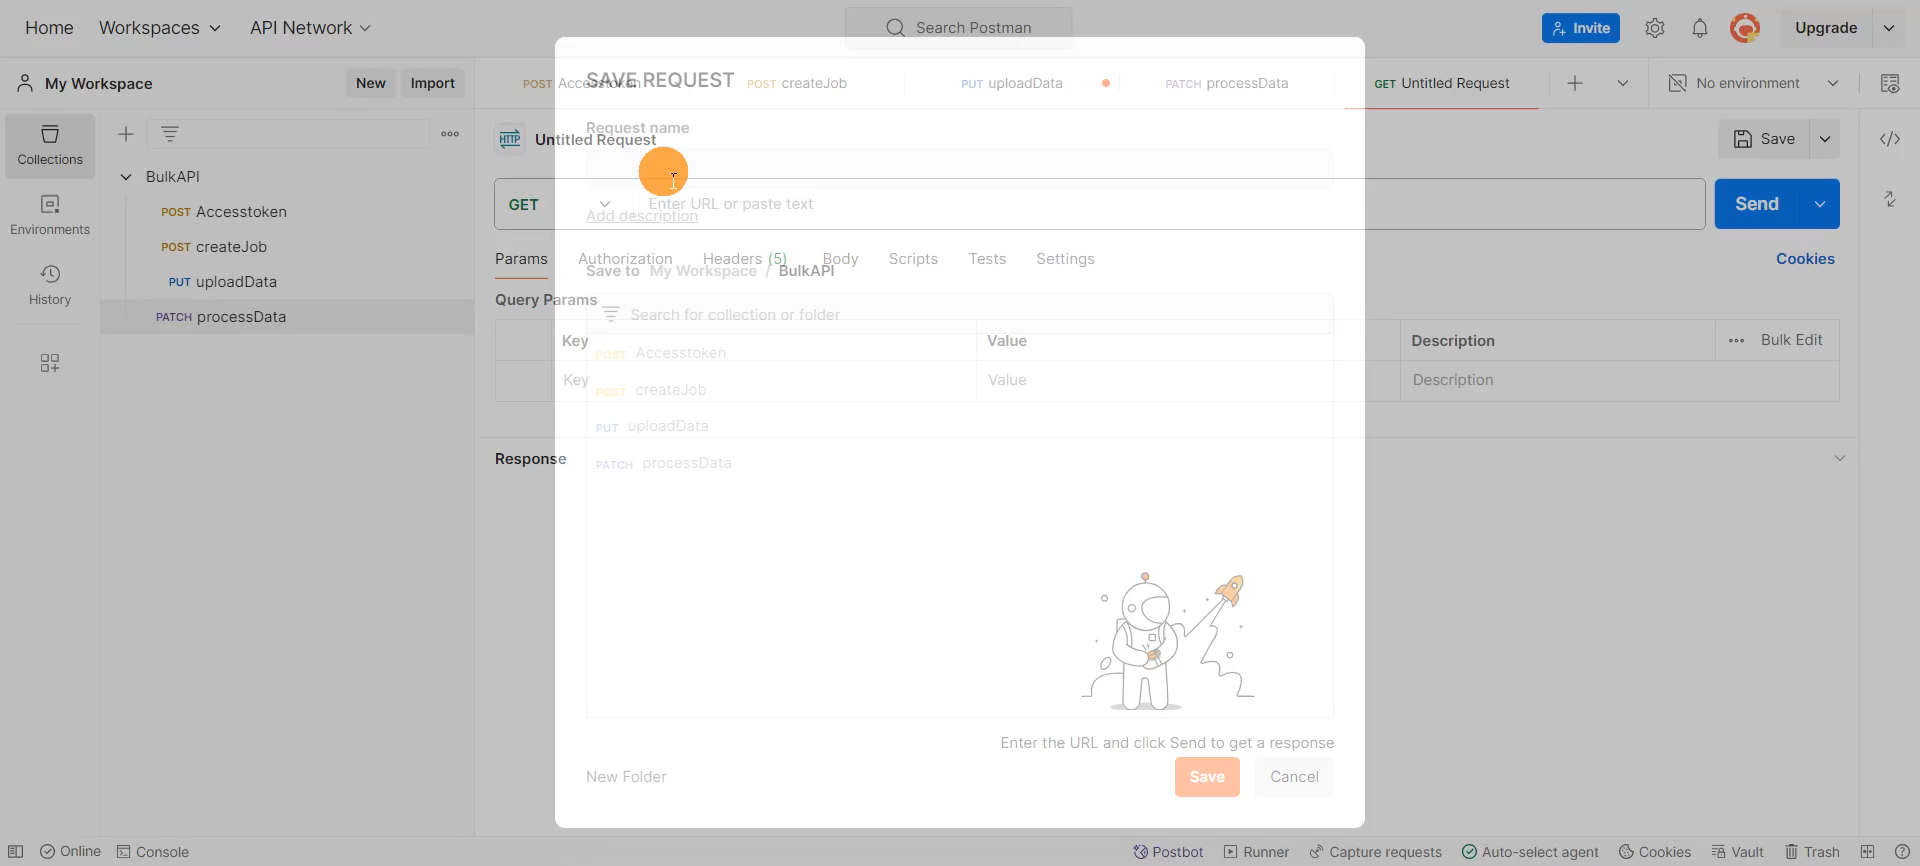 Home Workspaces API Network Search Postman Invite Upgrade
My Workspace New Import POST Accesstoken POST createJob PUT uploadData PATCH processData GET Untitled Request No environment
SAVE REQUEST
Request name
Collections
HTTP Untitled Request Save
BulkAPI
GET Enter URL or paste text Send
Add description
POST Accesstoken
Environments
POST createJob
Params Authorization Headers (5) Body Scripts Tests Settings Cookies
Save to My Workspace / BulkAPI
PUT uploadData
History
Query Params
Search for collection or folder
PATCH processData
Key Value Description Bulk Edit
POST Accesstoken
Key Value Description
POST createJob
PUT uploadData
Response
PATCH processData
Enter the URL and click Send to get a response
New Folder Save Cancel
Online Console Postbot Runner Capture requests Auto-select agent Cookies Vault Trash